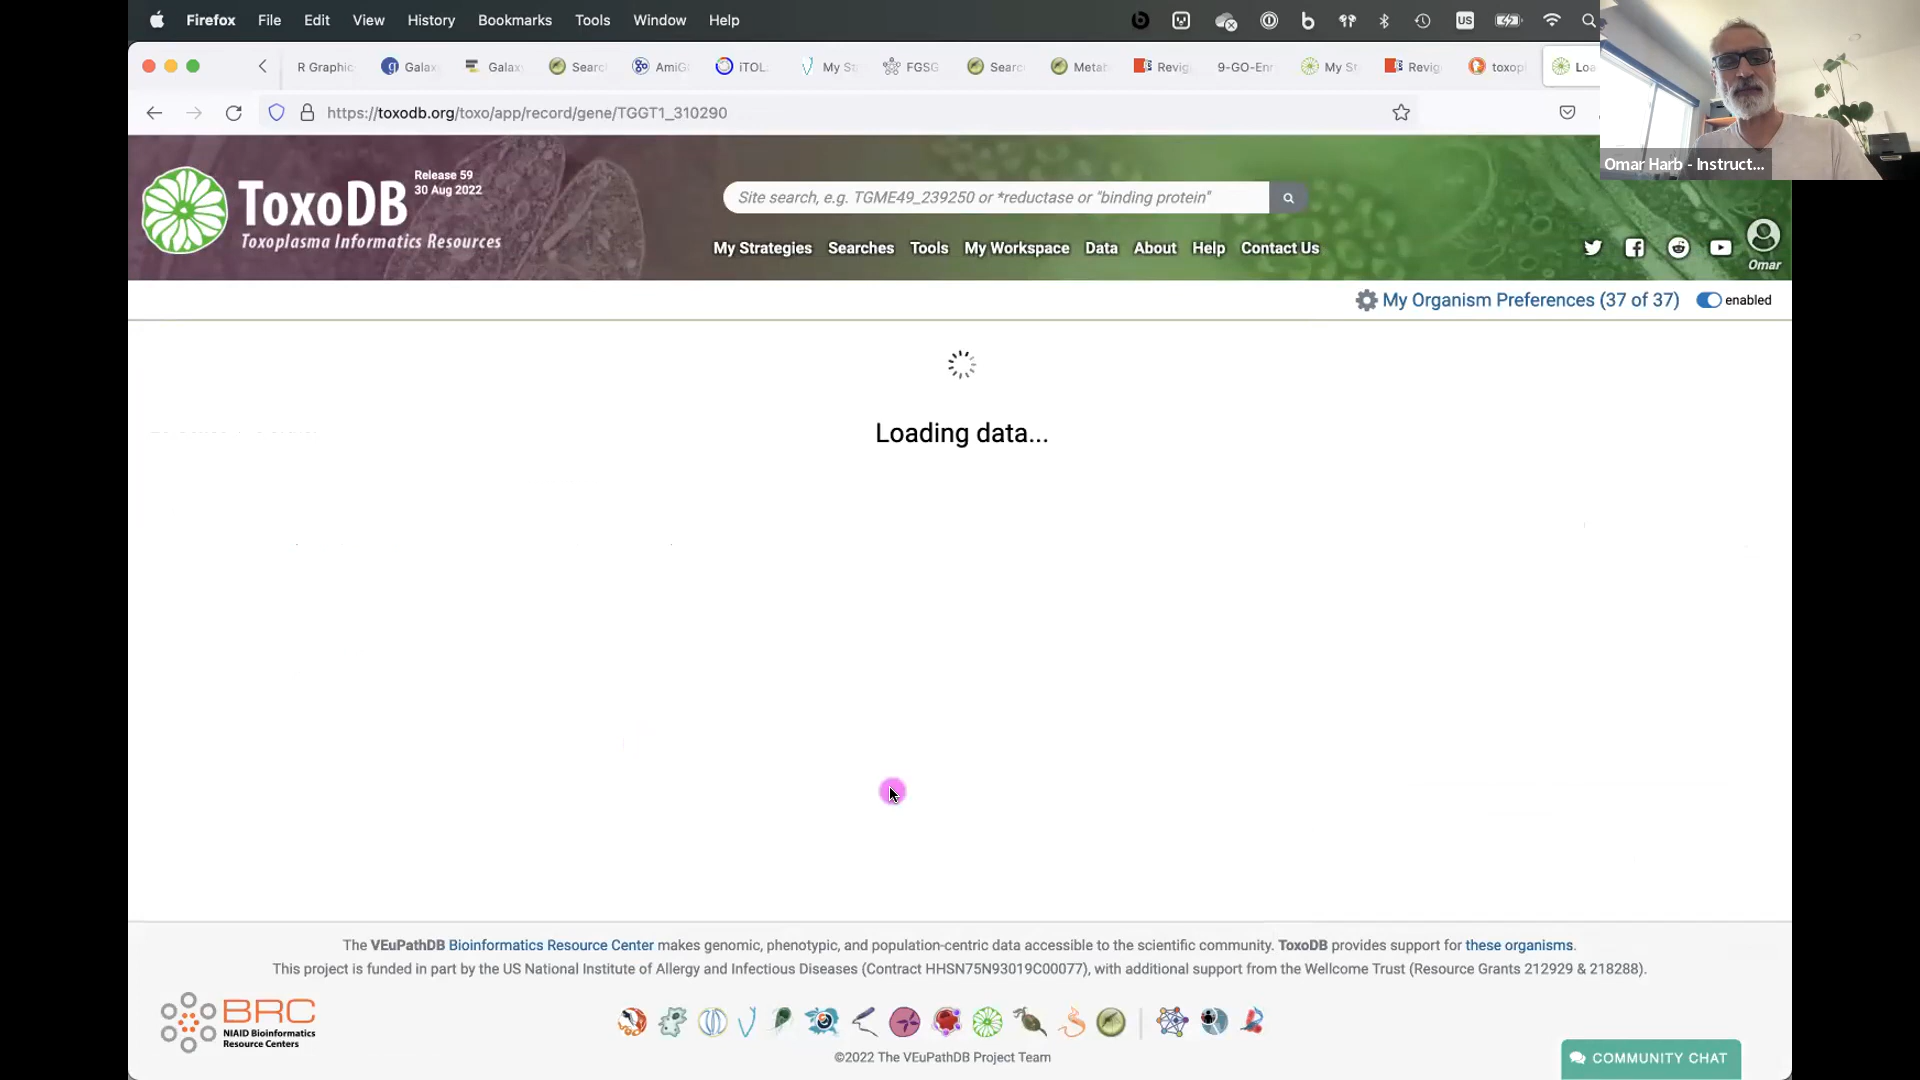 Firefox File Edit View History Bookmarks Tools Window Help
US
R Graphic Galax Galaxy Searc AmiG iTOL My St FGSG Searc Metab Revig 9-GO-Enr My St Revig toxop Loa
https://toxodb.org/toxo/app/record/gene/TGGT1_310290
Omar Harb - Instruct...
ToxoDB
Release 59
30 Aug 2022
Toxoplasma Informatics Resources
Site search, e.g. TGME49_239250 or *reductase or "binding protein"
My Strategies Searches Tools My Workspace Data About Help Contact Us
Omar
My Organism Preferences (37 of 37) enabled
Loading data...
The VEuPathDB Bioinformatics Resource Center makes genomic, phenotypic, and population-centric data accessible to the scientific community. ToxoDB provides support for these organisms.
This project is funded in part by the US National Institute of Allergy and Infectious Diseases (Contract HHSN75N93019C00077), with additional support from the Wellcome Trust (Resource Grants 212929 & 218288).
BRC
NIAID Bioinformatics
Resource Centers
©2022 The VEuPathDB Project Team
COMMUNITY CHAT